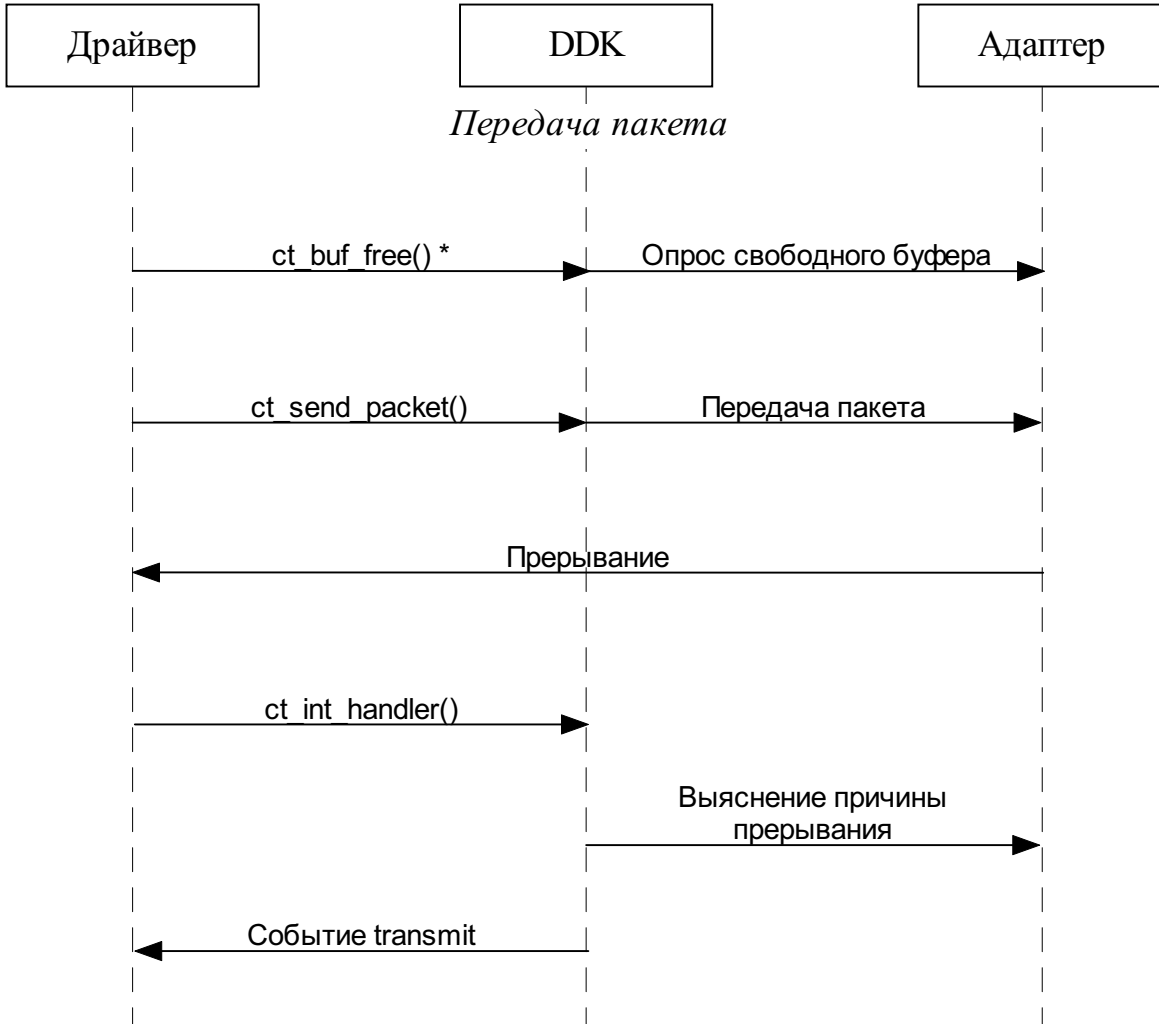 Драйвер
DDK
Адаптер
Передача пакета
ct_buf_free() *
Опрос свободного буфера
ct_send_packet()
Передача пакета
Прерывание
ct_int_handler()
Выяснение причины
прерывания
Событие transmit